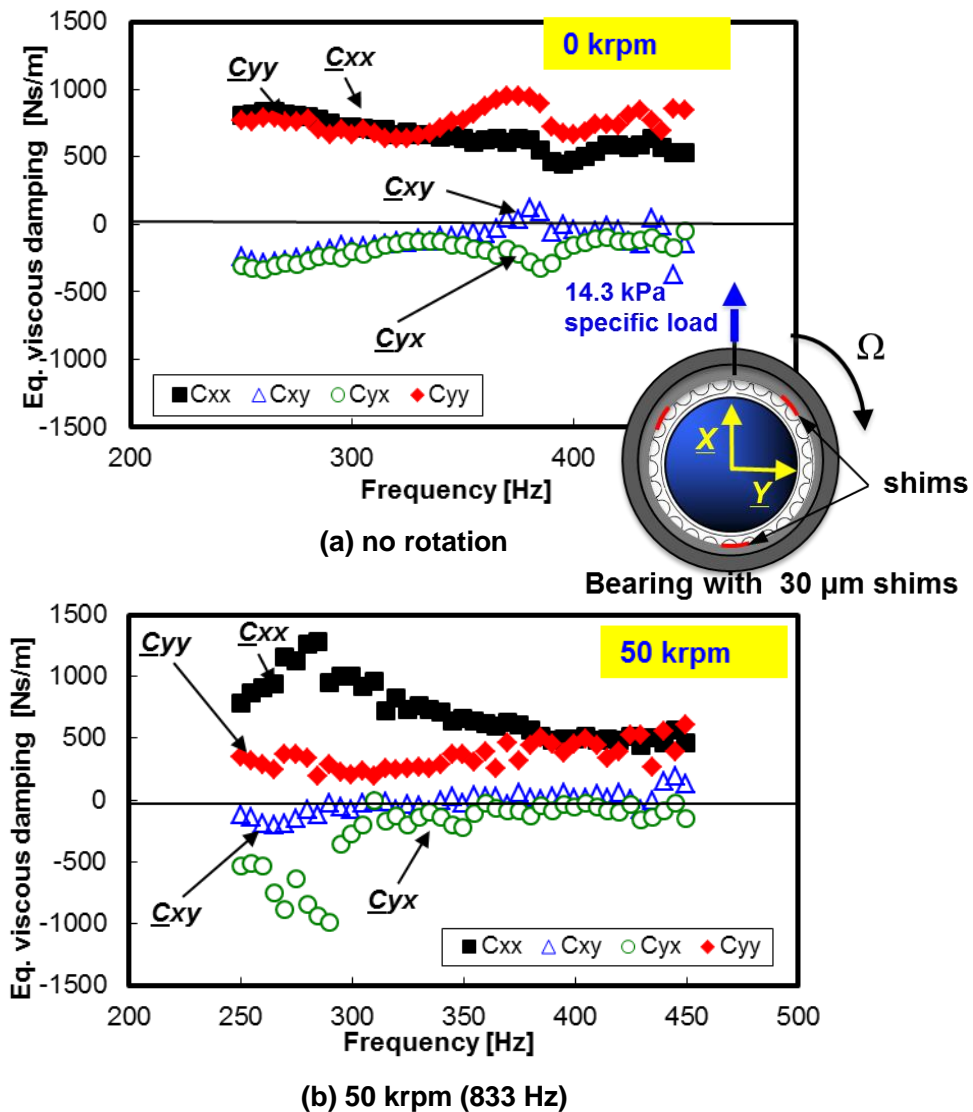 1500
1000
500
0
-500
-1000
-1500
Eq. viscous damping [Ns/m]
0 krpm
Cyy
Cxx
Cxy
Cyx
14.3 kPa
specific load
Ω
Cxx Cxy Cyx Cyy
200 300 400 500
Frequency [Hz]
X
Y
shims
(a) no rotation
Bearing with 30 µm shims
1500
1000
500
0
-500
-1000
-1500
Eq. viscous damping [Ns/m]
50 krpm
Cyy
Cxx
Cxy
Cyx
Cxx Cxy Cyx Cyy
200 250 300 350 400 450 500
Frequency [Hz]
(b) 50 krpm (833 Hz)